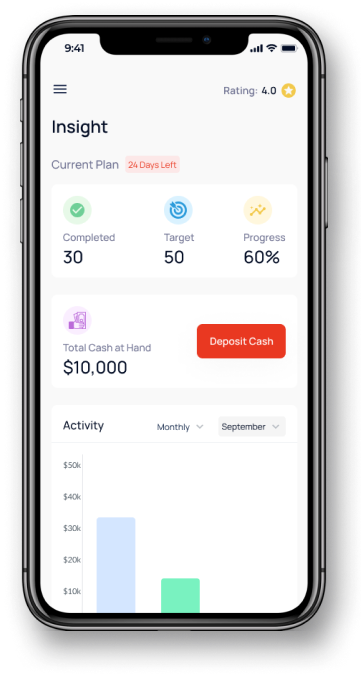 9:41
Rating: 4.0
Insight
Current Plan 24 Days Left
Completed Target Progress
30 50 60%
Total Cash at Hand
$10,000
Deposit Cash
Activity Monthly September
$50k
$40k
$30k
$20k
$10k